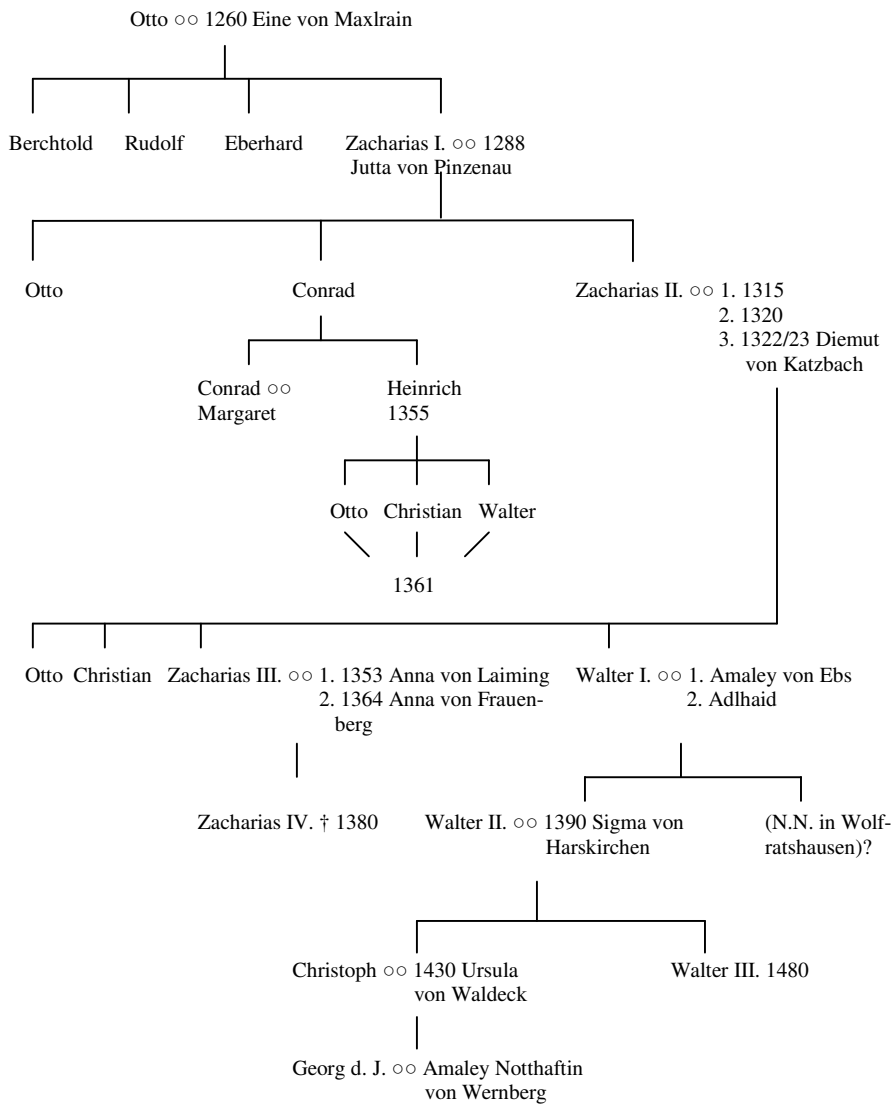 Otto ○○ 1260 Eine von Maxlrain
Berchtold Rudolf Eberhard Zacharias I. ○○ 1288
Jutta von Pinzenau
Otto Conrad Zacharias II. ○○ 1. 1315
2. 1320
3. 1322/23 Diemut
von Katzbach
Conrad ○○ Heinrich
Margaret 1355
Otto Christian Walter
1361
Otto Christian Zacharias III. ○○ 1. 1353 Anna von Laiming Walter I. ○○ 1. Amaley von Ebs
2. 1364 Anna von Frauen- 2. Adlhaid
berg
Zacharias IV. † 1380 Walter II. ○○ 1390 Sigma von (N.N. in Wolf-
Harskirchen ratshausen)?
Christoph ○○ 1430 Ursula Walter III. 1480
von Waldeck
Georg d. J. ○○ Amaley Notthaftin
von Wernberg